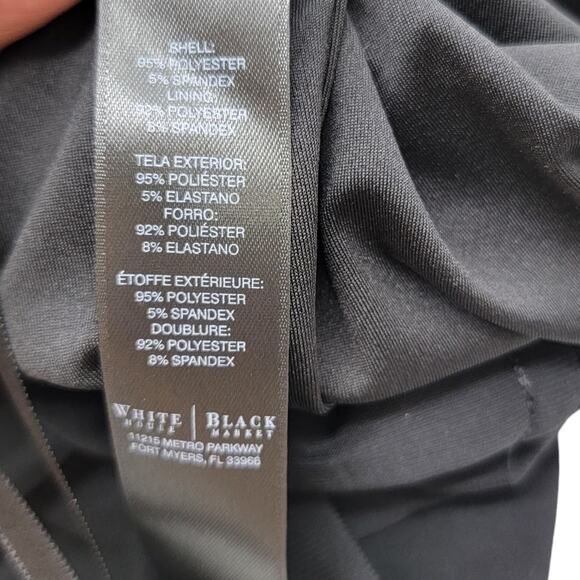 SHELL:
95% POLYESTER
5% SPANDEX
LINING:
92% POLYESTER
8% SPANDEX
TELA EXTERIOR:
95% POLIÉSTER
5% ELASTANO
FORRO:
92% POLIÉSTER
8% ELASTANO
ÉTOFFE EXTÉRIEURE:
95% POLYESTER
5% SPANDEX
DOUBLURE:
92% POLYESTER
8% SPANDEX
WHITE HOUSE | BLACK MARKET
11215 METRO PARKWAY
FORT MYERS, FL 33966